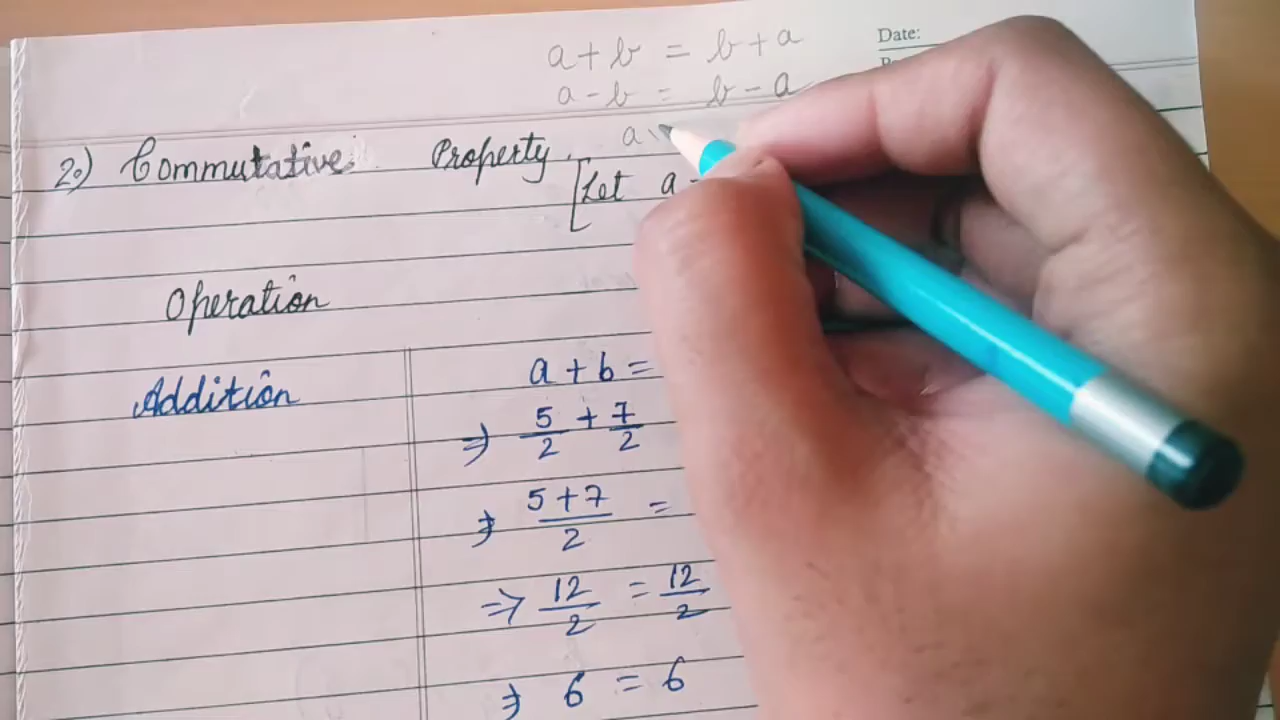 Date:
a + b = b + a
a - b = b - a
a
2.) Commutative Property.
[Let a
Operation
Addition
a + b =
⇒ 5/2 + 7/2
⇒ (5+7)/2 =
⇒ 12/2 = 12/2
⇒ 6 = 6